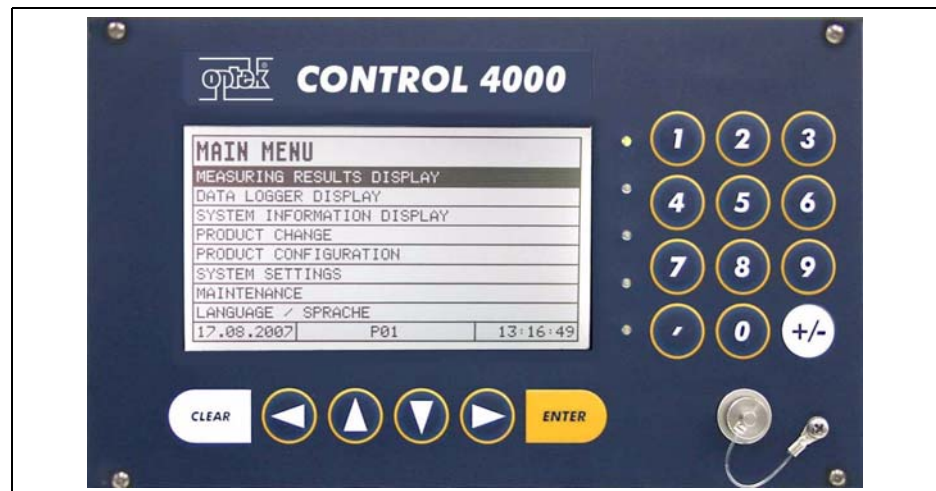 optek CONTROL 4000
MAIN MENU
MEASURING RESULTS DISPLAY
DATA LOGGER DISPLAY
SYSTEM INFORMATION DISPLAY
PRODUCT CHANGE
PRODUCT CONFIGURATION
SYSTEM SETTINGS
MAINTENANCE
LANGUAGE / SPRACHE
17.08.2007 P01 13:16:49
1 2 3
4 5 6
7 8 9
, 0 +/-
CLEAR ENTER